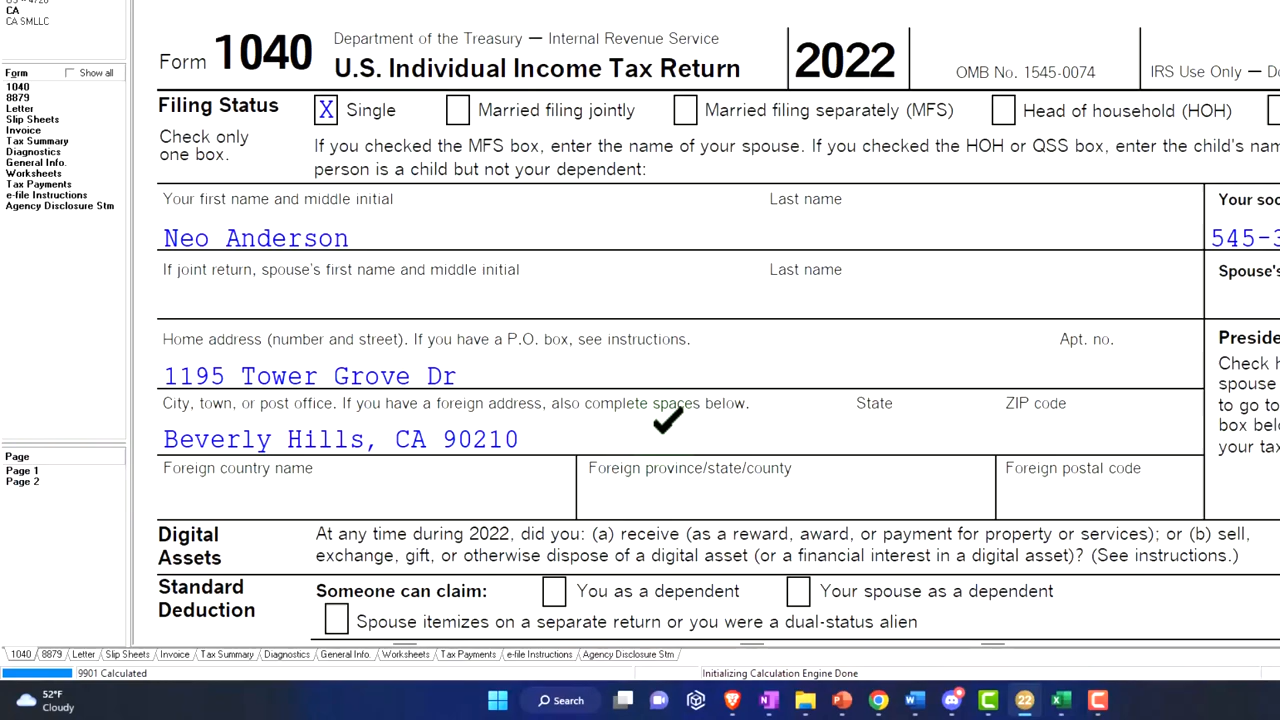 CA
CA SMLLC
Form Show all
1040
8879
Letter
Slip Sheets
Invoice
Tax Summary
Diagnostics
General Info.
Worksheets
Tax Payments
e-file Instructions
Agency Disclosure Stm
Page
Page 1
Page 2
Form 1040 Department of the Treasury — Internal Revenue Service
U.S. Individual Income Tax Return
2022
OMB No. 1545-0074
IRS Use Only —
Filing Status
Check only
one box.
X Single Married filing jointly Married filing separately (MFS) Head of household (HOH)
If you checked the MFS box, enter the name of your spouse. If you checked the HOH or QSS box, enter the child's
person is a child but not your dependent:
Your first name and middle initial Last name Your
Neo Anderson 545-
If joint return, spouse's first name and middle initial Last name Spouse's
Home address (number and street). If you have a P.O. box, see instructions. Apt. no.
1195 Tower Grove Dr
City, town, or post office. If you have a foreign address, also complete spaces below. State ZIP code
Beverly Hills, CA 90210
Foreign country name Foreign province/state/county Foreign postal code
Check
spouse
to go to
box
your
Digital
Assets
At any time during 2022, did you: (a) receive (as a reward, award, or payment for property or services); or (b) sell,
exchange, gift, or otherwise dispose of a digital asset (or a financial interest in a digital asset)? (See instructions.)
Standard
Deduction
Someone can claim: You as a dependent Your spouse as a dependent
Spouse itemizes on a separate return or you were a dual-status alien
1040 8879 Letter Slip Sheets Invoice Tax Summary Diagnostics General Info. Worksheets Tax Payments e-file Instructions Agency Disclosure Stm
9901 Calculated Initializing Calculation Engine Done
52°F
Cloudy
Search
22